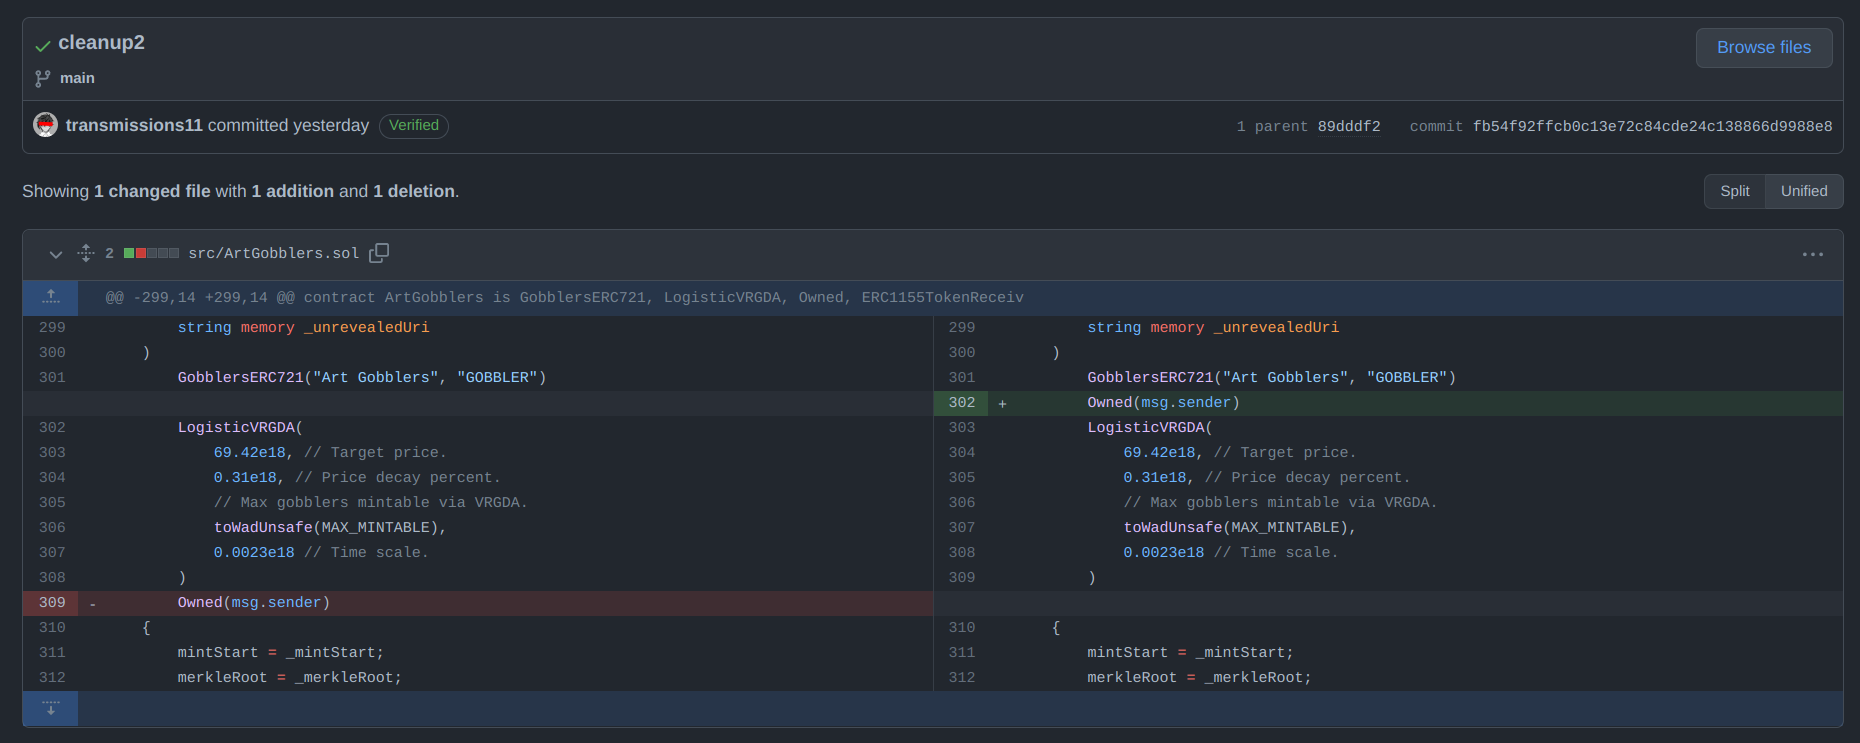 cleanup2
Browse files
main
transmissions11 committed yesterday Verified
1 parent 89dddf2 commit fb54f92ffcb0c13e72c84cde24c138866d9988e8
Showing 1 changed file with 1 addition and 1 deletion.
Split Unified
2 src/ArtGobblers.sol
@@ -299,14 +299,14 @@ contract ArtGobblers is GobblersERC721, LogisticVRGDA, Owned, ERC1155TokenReceiv
299 string memory _unrevealedUri
300 )
301 GobblersERC721("Art Gobblers", "GOBBLER")
302 LogisticVRGDA(
303 69.42e18, // Target price.
304 0.31e18, // Price decay percent.
305 // Max gobblers mintable via VRGDA.
306 toWadUnsafe(MAX_MINTABLE),
307 0.0023e18 // Time scale.
308 )
309 - Owned(msg.sender)
310 {
311 mintStart = _mintStart;
312 merkleRoot = _merkleRoot;
299 string memory _unrevealedUri
300 )
301 GobblersERC721("Art Gobblers", "GOBBLER")
302 + Owned(msg.sender)
303 LogisticVRGDA(
304 69.42e18, // Target price.
305 0.31e18, // Price decay percent.
306 // Max gobblers mintable via VRGDA.
307 toWadUnsafe(MAX_MINTABLE),
308 0.0023e18 // Time scale.
309 )
310 {
311 mintStart = _mintStart;
312 merkleRoot = _merkleRoot;